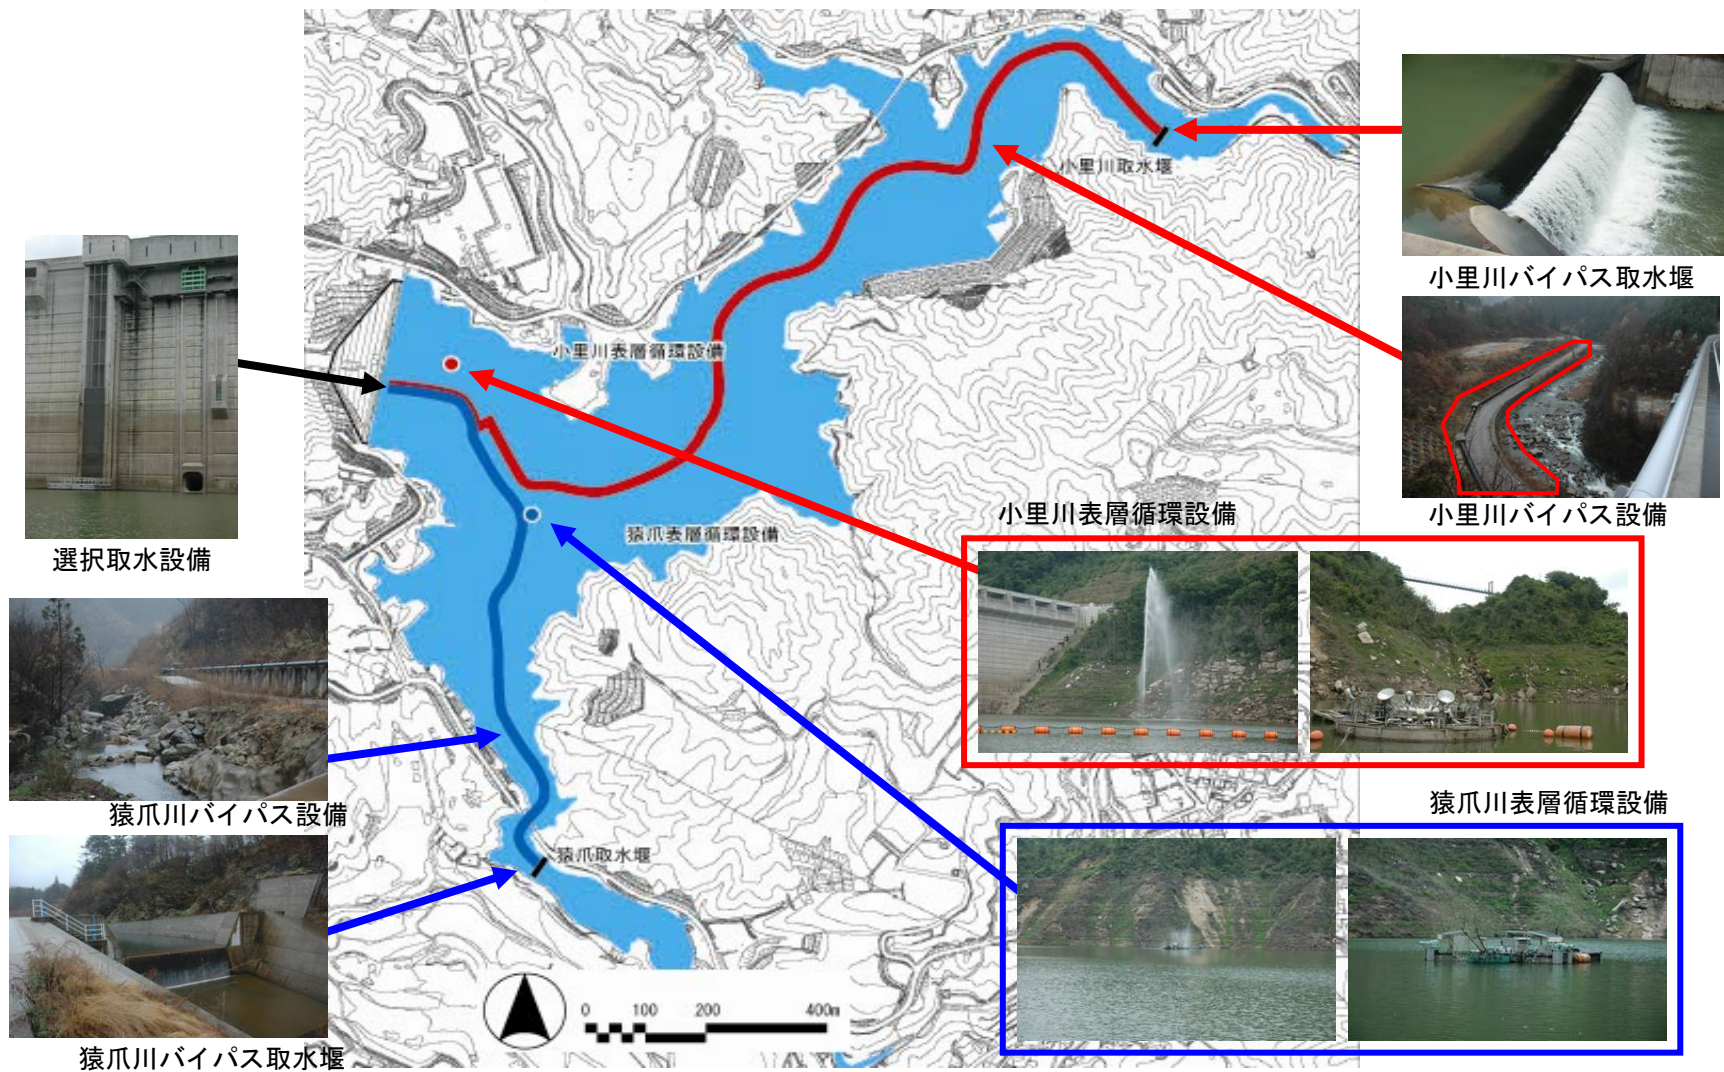 小里川取水堰
小里川バイパス取水堰
小里川表層循環設備
小里川バイパス設備
小里川表層循環設備
猿爪表層循環設備
選択取水設備
猿爪川表層循環設備
猿爪川バイパス設備
猿爪取水堰
0 100 200 400m
猿爪川バイパス取水堰